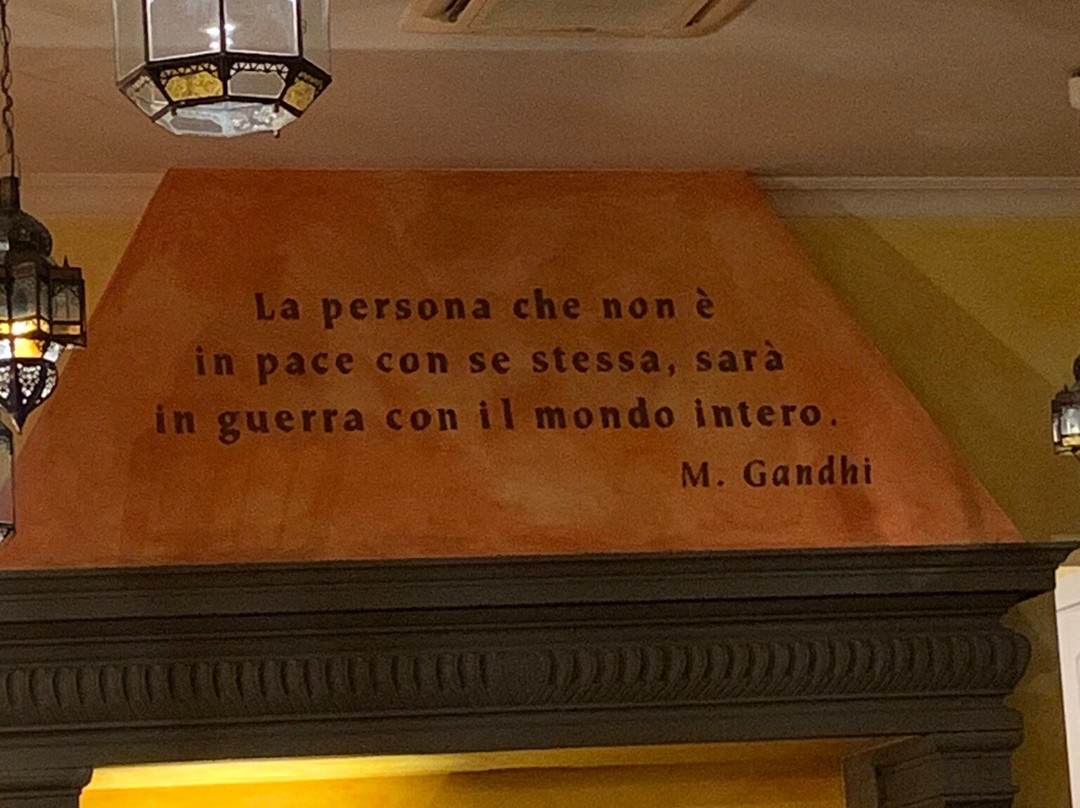 La persona che non è
in pace con se stessa, sarà
in guerra con il mondo intero.
M. Gandhi